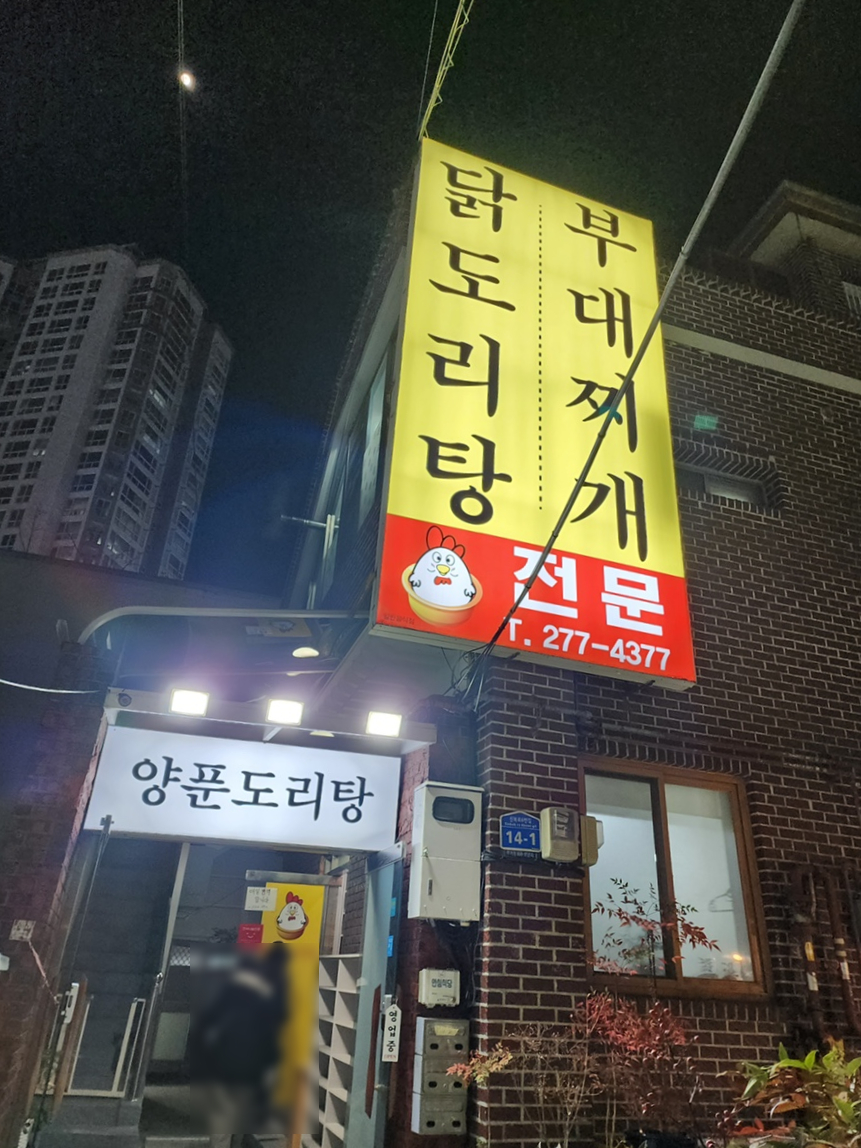 닭도리탕
부대찌개
전문
T. 277-4377
양푼도리탕
14-1
영업중